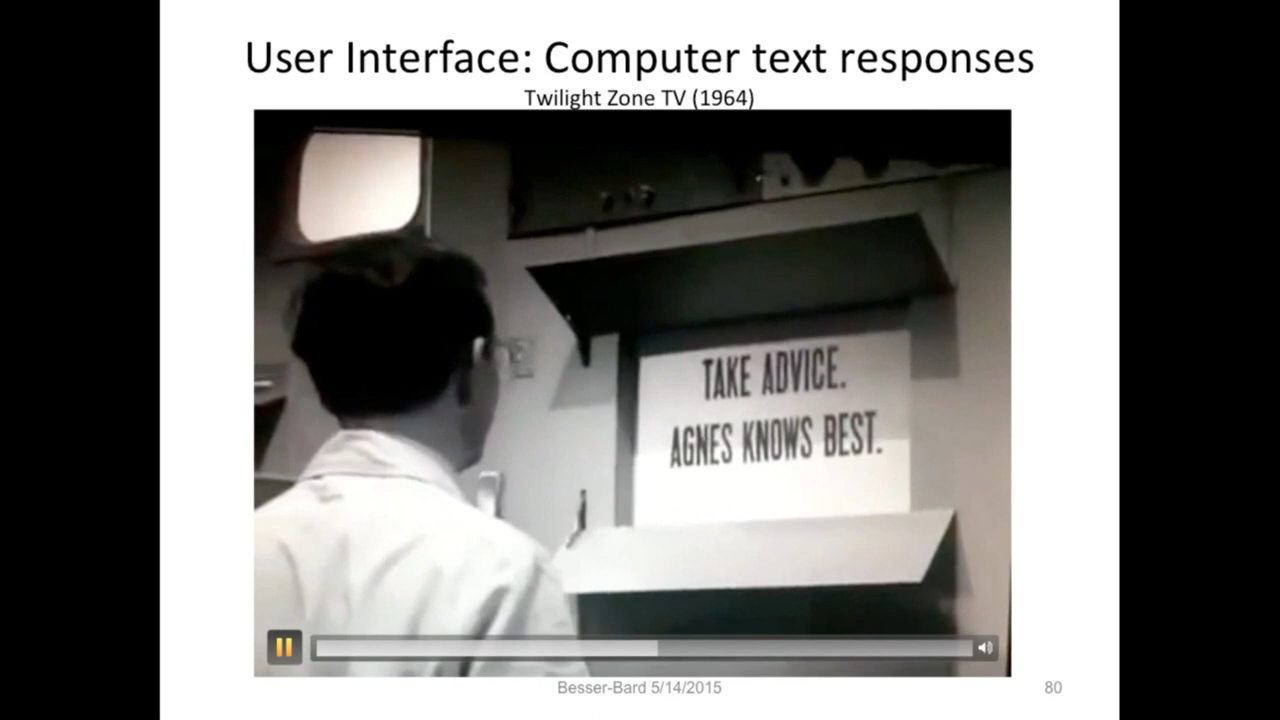 User Interface: Computer text responses
Twilight Zone TV (1964)
TAKE ADVICE.
AGNES KNOWS BEST.
Besser-Bard 5/14/2015
80